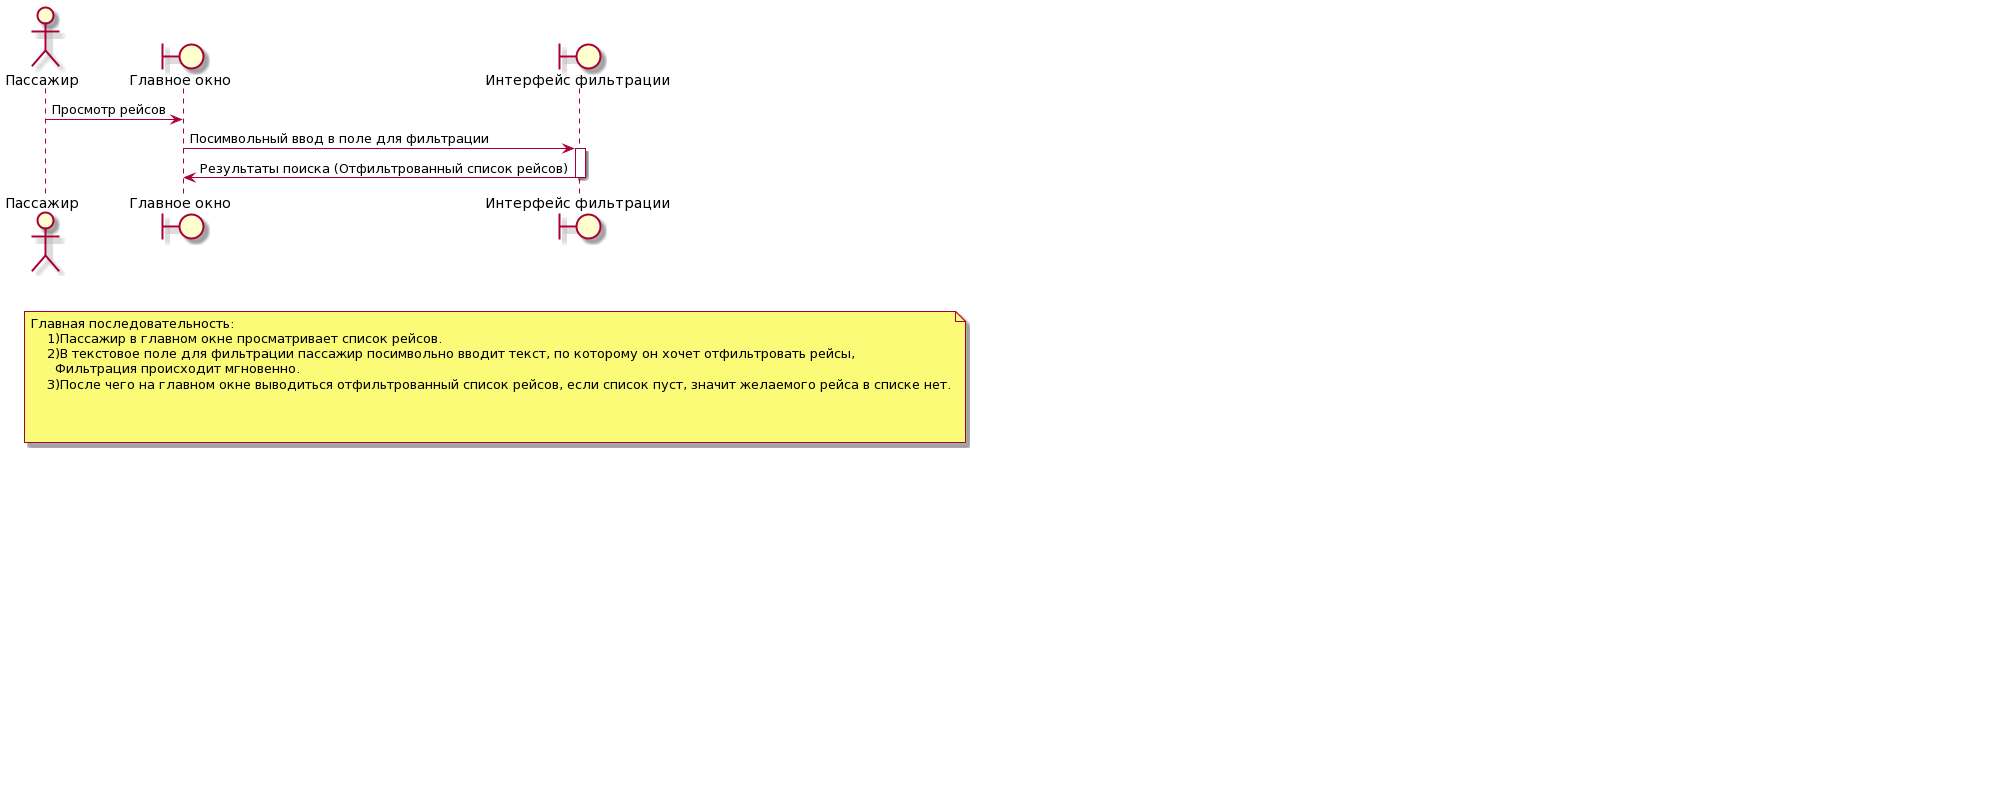 Пассажир
Главное окно
Интерфейс фильтрации
Просмотр рейсов
Посимвольный ввод в поле для фильтрации
Результаты поиска (Отфильтрованный список рейсов)
Пассажир
Главное окно
Интерфейс фильтрации
Главная последовательность:
1)Пассажир в главном окне просматривает список рейсов.
2)В текстовое поле для фильтрации пассажир посимвольно вводит текст, по которому он хочет отфильтровать рейсы,
Фильтрация происходит мгновенно.
3)После чего на главном окне выводиться отфильтрованный список рейсов, если список пуст, значит желаемого рейса в списке нет.